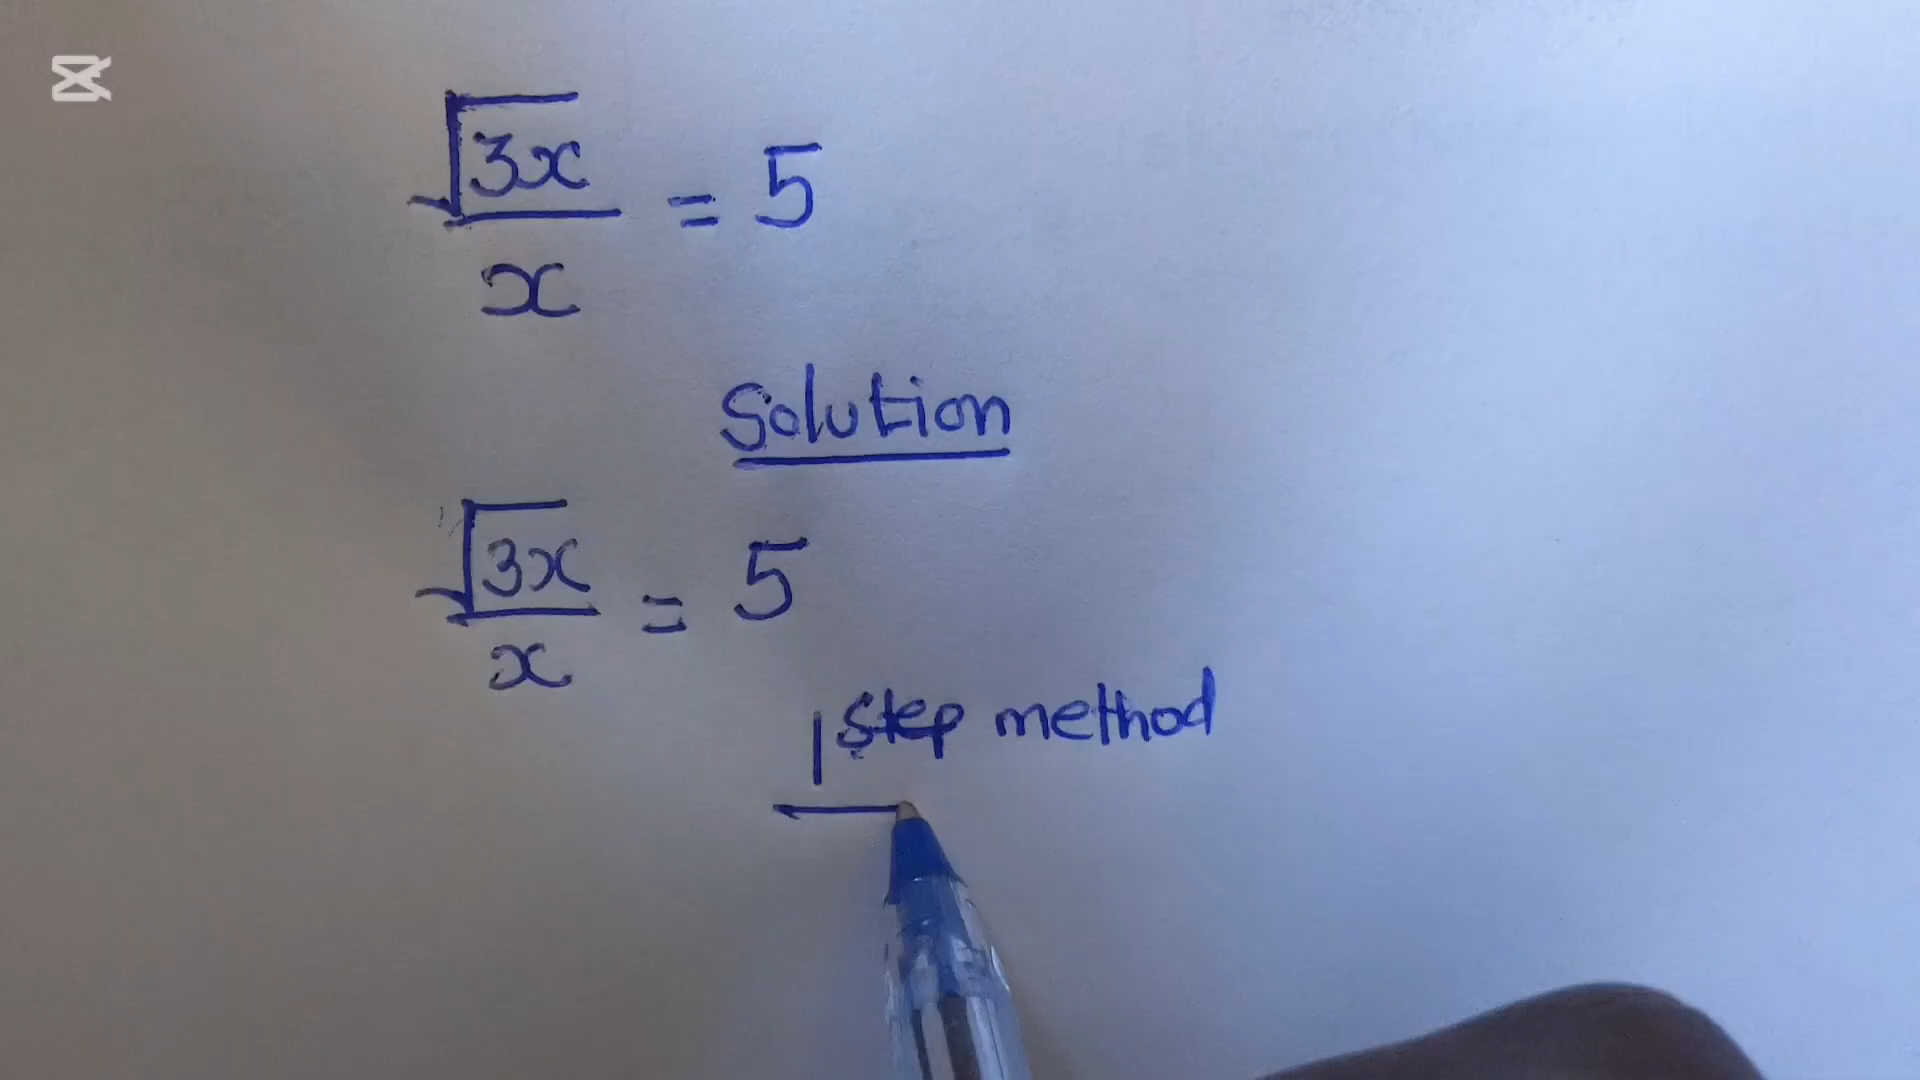 √3x / x = 5
Solution
√3x / x = 5
1 step method